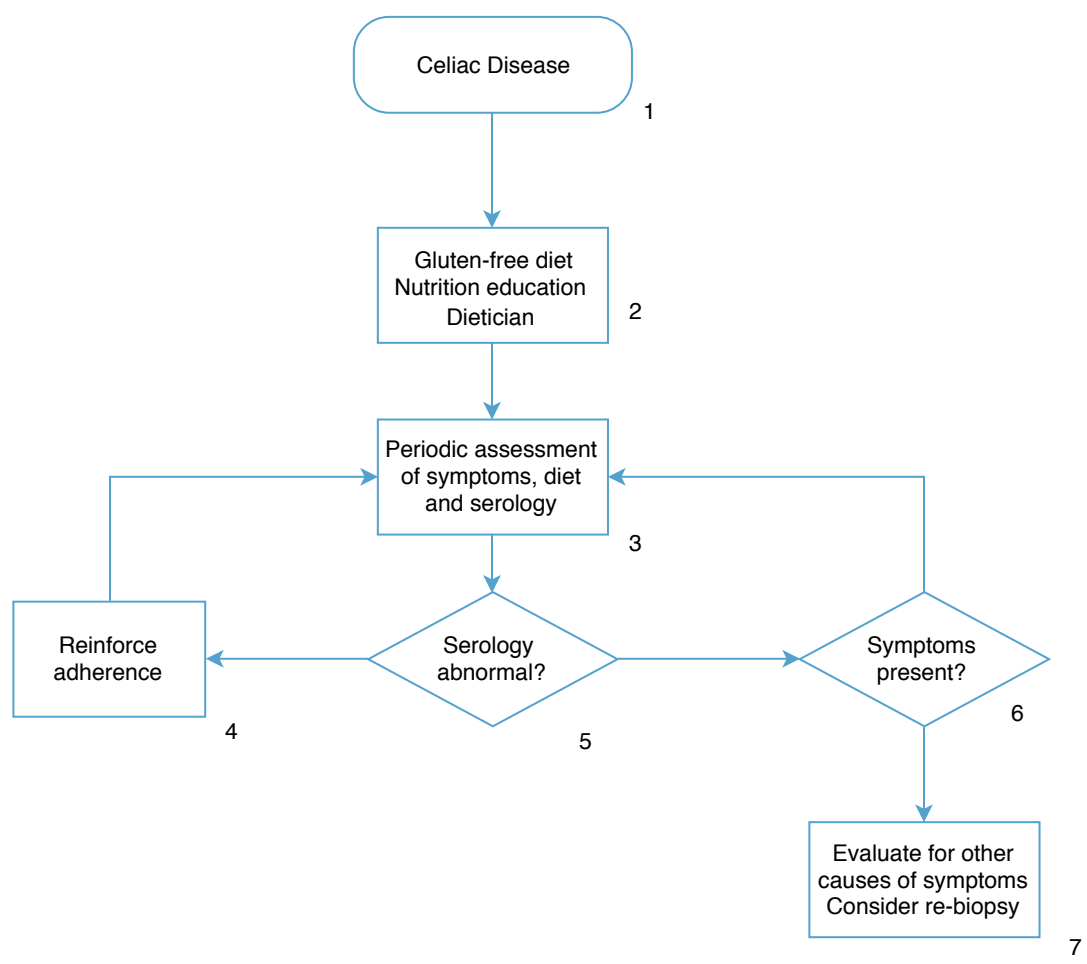 Celiac Disease
1
Gluten-free diet
Nutrition education
Dietician
2
Periodic assessment
of symptoms, diet
and serology
3
Reinforce
adherence
4
Serology
abnormal?
5
Symptoms
present?
6
Evaluate for other
causes of symptoms
Consider re-biopsy
7